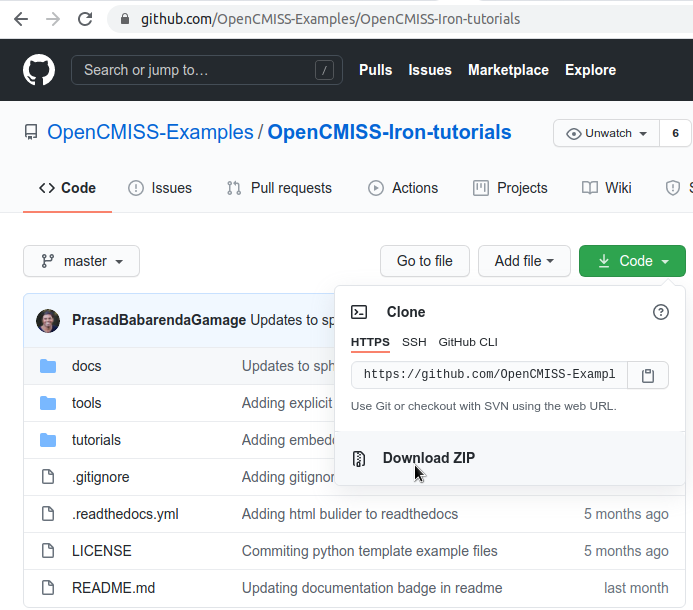 github.com/OpenCMISS-Examples/OpenCMISS-Iron-tutorials
Search or jump to… / Pulls Issues Marketplace Explore
OpenCMISS-Examples / OpenCMISS-Iron-tutorials Unwatch 6
Code Issues Pull requests Actions Projects Wiki S
master Go to file Add file Code
PrasadBabarendaGamage Updates to sp
Clone
HTTPS SSH GitHub CLI
https://github.com/OpenCMISS-Exampl
Use Git or checkout with SVN using the web URL.
Download ZIP
docs Updates to sph
tools Adding explicit
tutorials Adding embed
.gitignore Adding gitignor
.readthedocs.yml Adding html bulider to readthedocs 5 months ago
LICENSE Commiting python template example files 5 months ago
README.md Updating documentation badge in readme last month